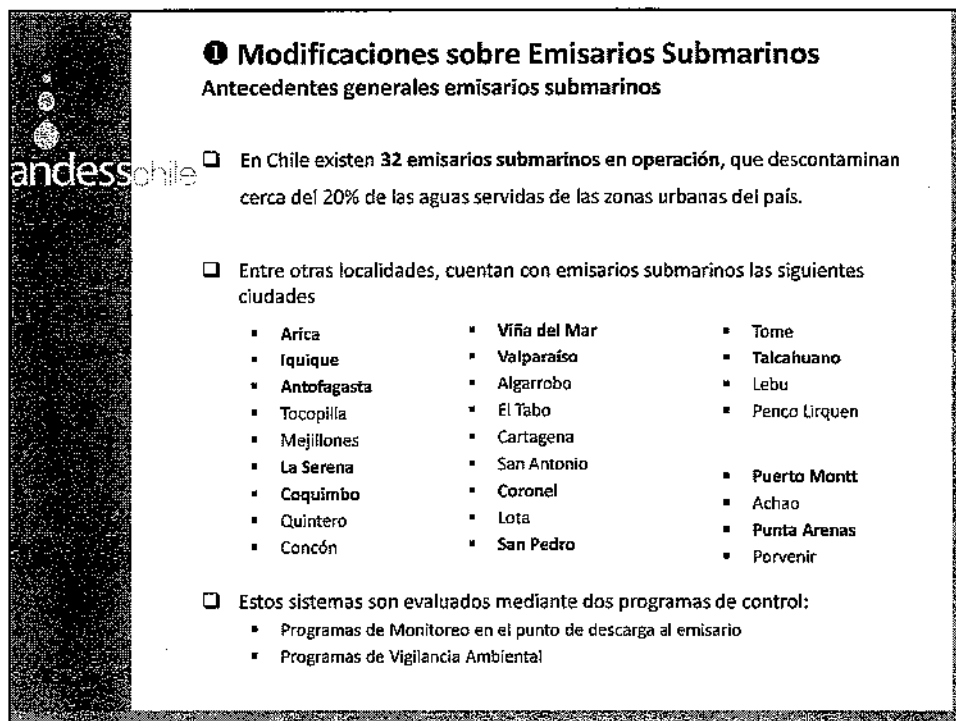 ❶ Modificaciones sobre Emisarios Submarinos
Antecedentes generales emisarios submarinos
andesschile
❑ En Chile existen 32 emisarios submarinos en operación, que descontaminan
cerca del 20% de las aguas servidas de las zonas urbanas del país.
❑ Entre otras localidades, cuentan con emisarios submarinos las siguientes
ciudades
▪ Arica
▪ Iquique
▪ Antofagasta
▪ Tocopilla
▪ Mejillones
▪ La Serena
▪ Coquimbo
▪ Quintero
▪ Concón
▪ Viña del Mar
▪ Valparaíso
▪ Algarrobo
▪ El Tabo
▪ Cartagena
▪ San Antonio
▪ Coronel
▪ Lota
▪ San Pedro
▪ Tome
▪ Talcahuano
▪ Lebu
▪ Penco Lirquen
▪ Puerto Montt
▪ Achao
▪ Punta Arenas
▪ Porvenir
❑ Estos sistemas son evaluados mediante dos programas de control:
▪ Programas de Monitoreo en el punto de descarga al emisario
▪ Programas de Vigilancia Ambiental